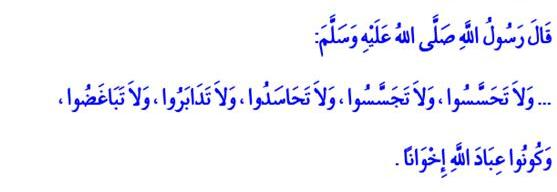 قَالَ رَسُولُ اللَّهِ صَلَّى اللهُ عَلَيْهِ وَسَلَّمَ:
... وَلاَ تَحَسَّسُوا ، وَلاَ تَجَسَّسُوا ، وَلاَ تَحَاسَدُوا ، وَلاَ تَدَابَرُوا ، وَلاَ تَبَاغَضُوا ،
وَكُونُوا عِبَادَ اللَّهِ إِخْوَانًا .